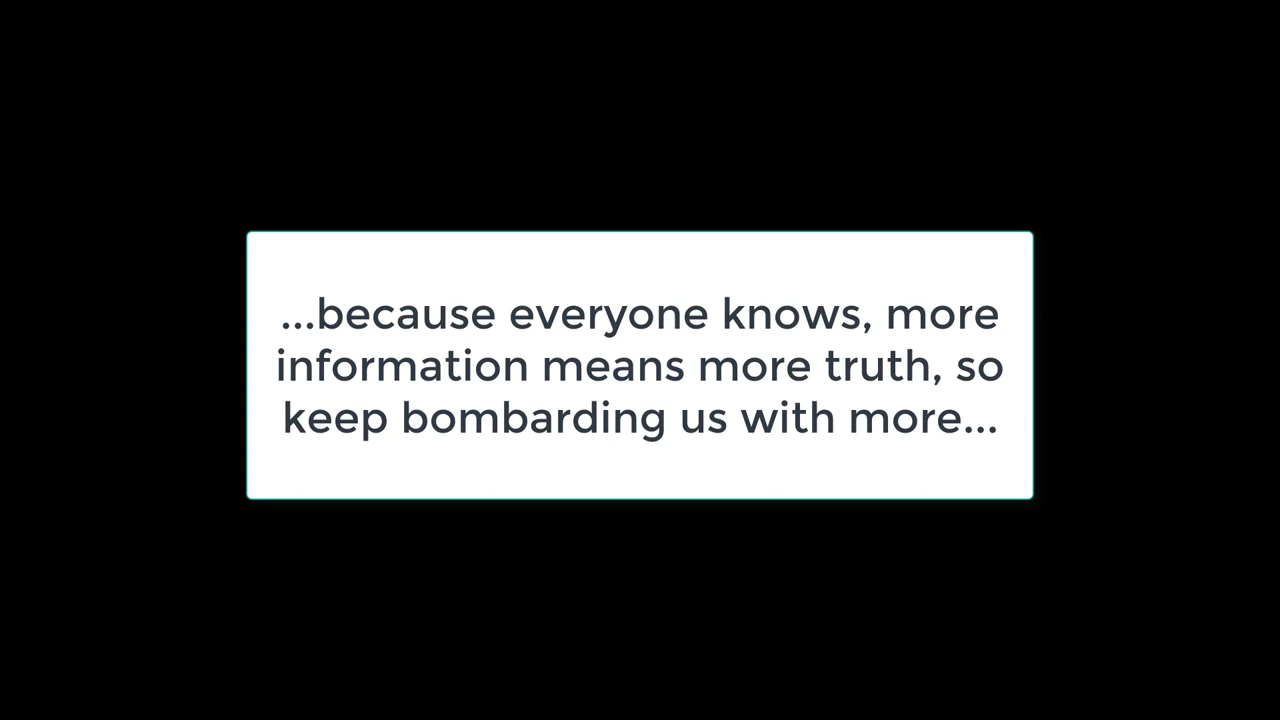 ...because everyone knows, more
information means more truth, so
keep bombarding us with more...